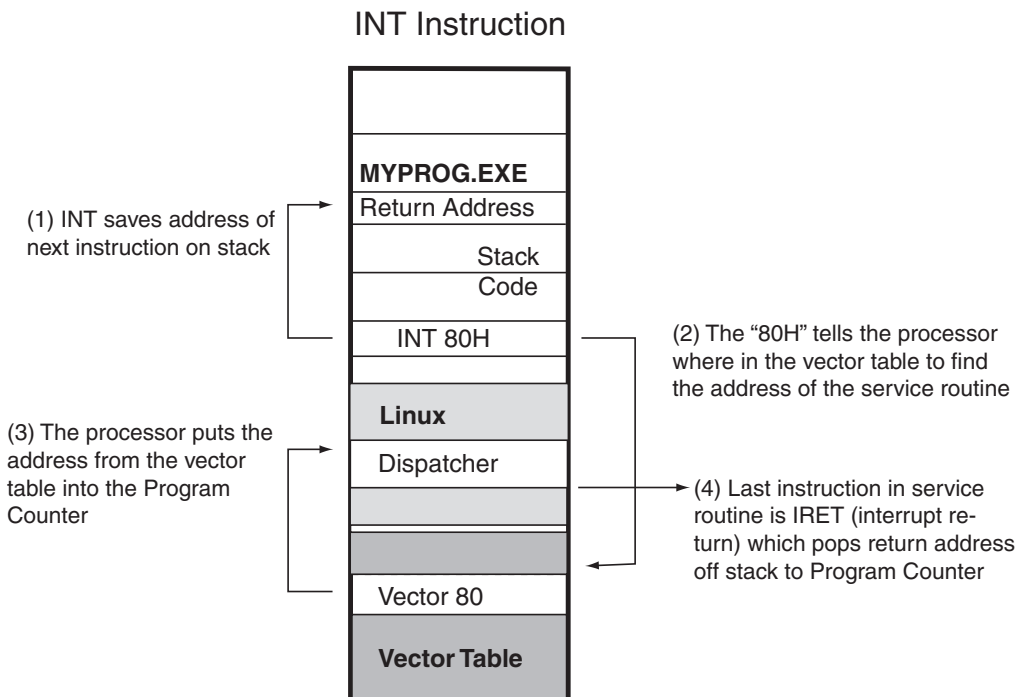 INT Instruction
MYPROG.EXE
Return Address
Stack
Code
INT 80H
Linux
Dispatcher
Vector 80
Vector Table
(1) INT saves address of
next instruction on stack
(2) The “80H” tells the processor
where in the vector table to find
the address of the service routine
(3) The processor puts the
address from the vector
table into the Program
Counter
(4) Last instruction in service
routine is IRET (interrupt re-
turn) which pops return address
off stack to Program Counter